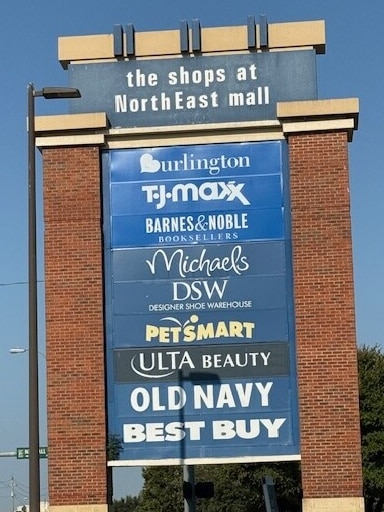 the shops at
NorthEast mall
Burlington
T·J·maxx
BARNES&NOBLE
BOOKSELLERS
Michaels
DSW
DESIGNER SHOE WAREHOUSE
PETSMART
ULTA BEAUTY
OLD NAVY
BEST BUY